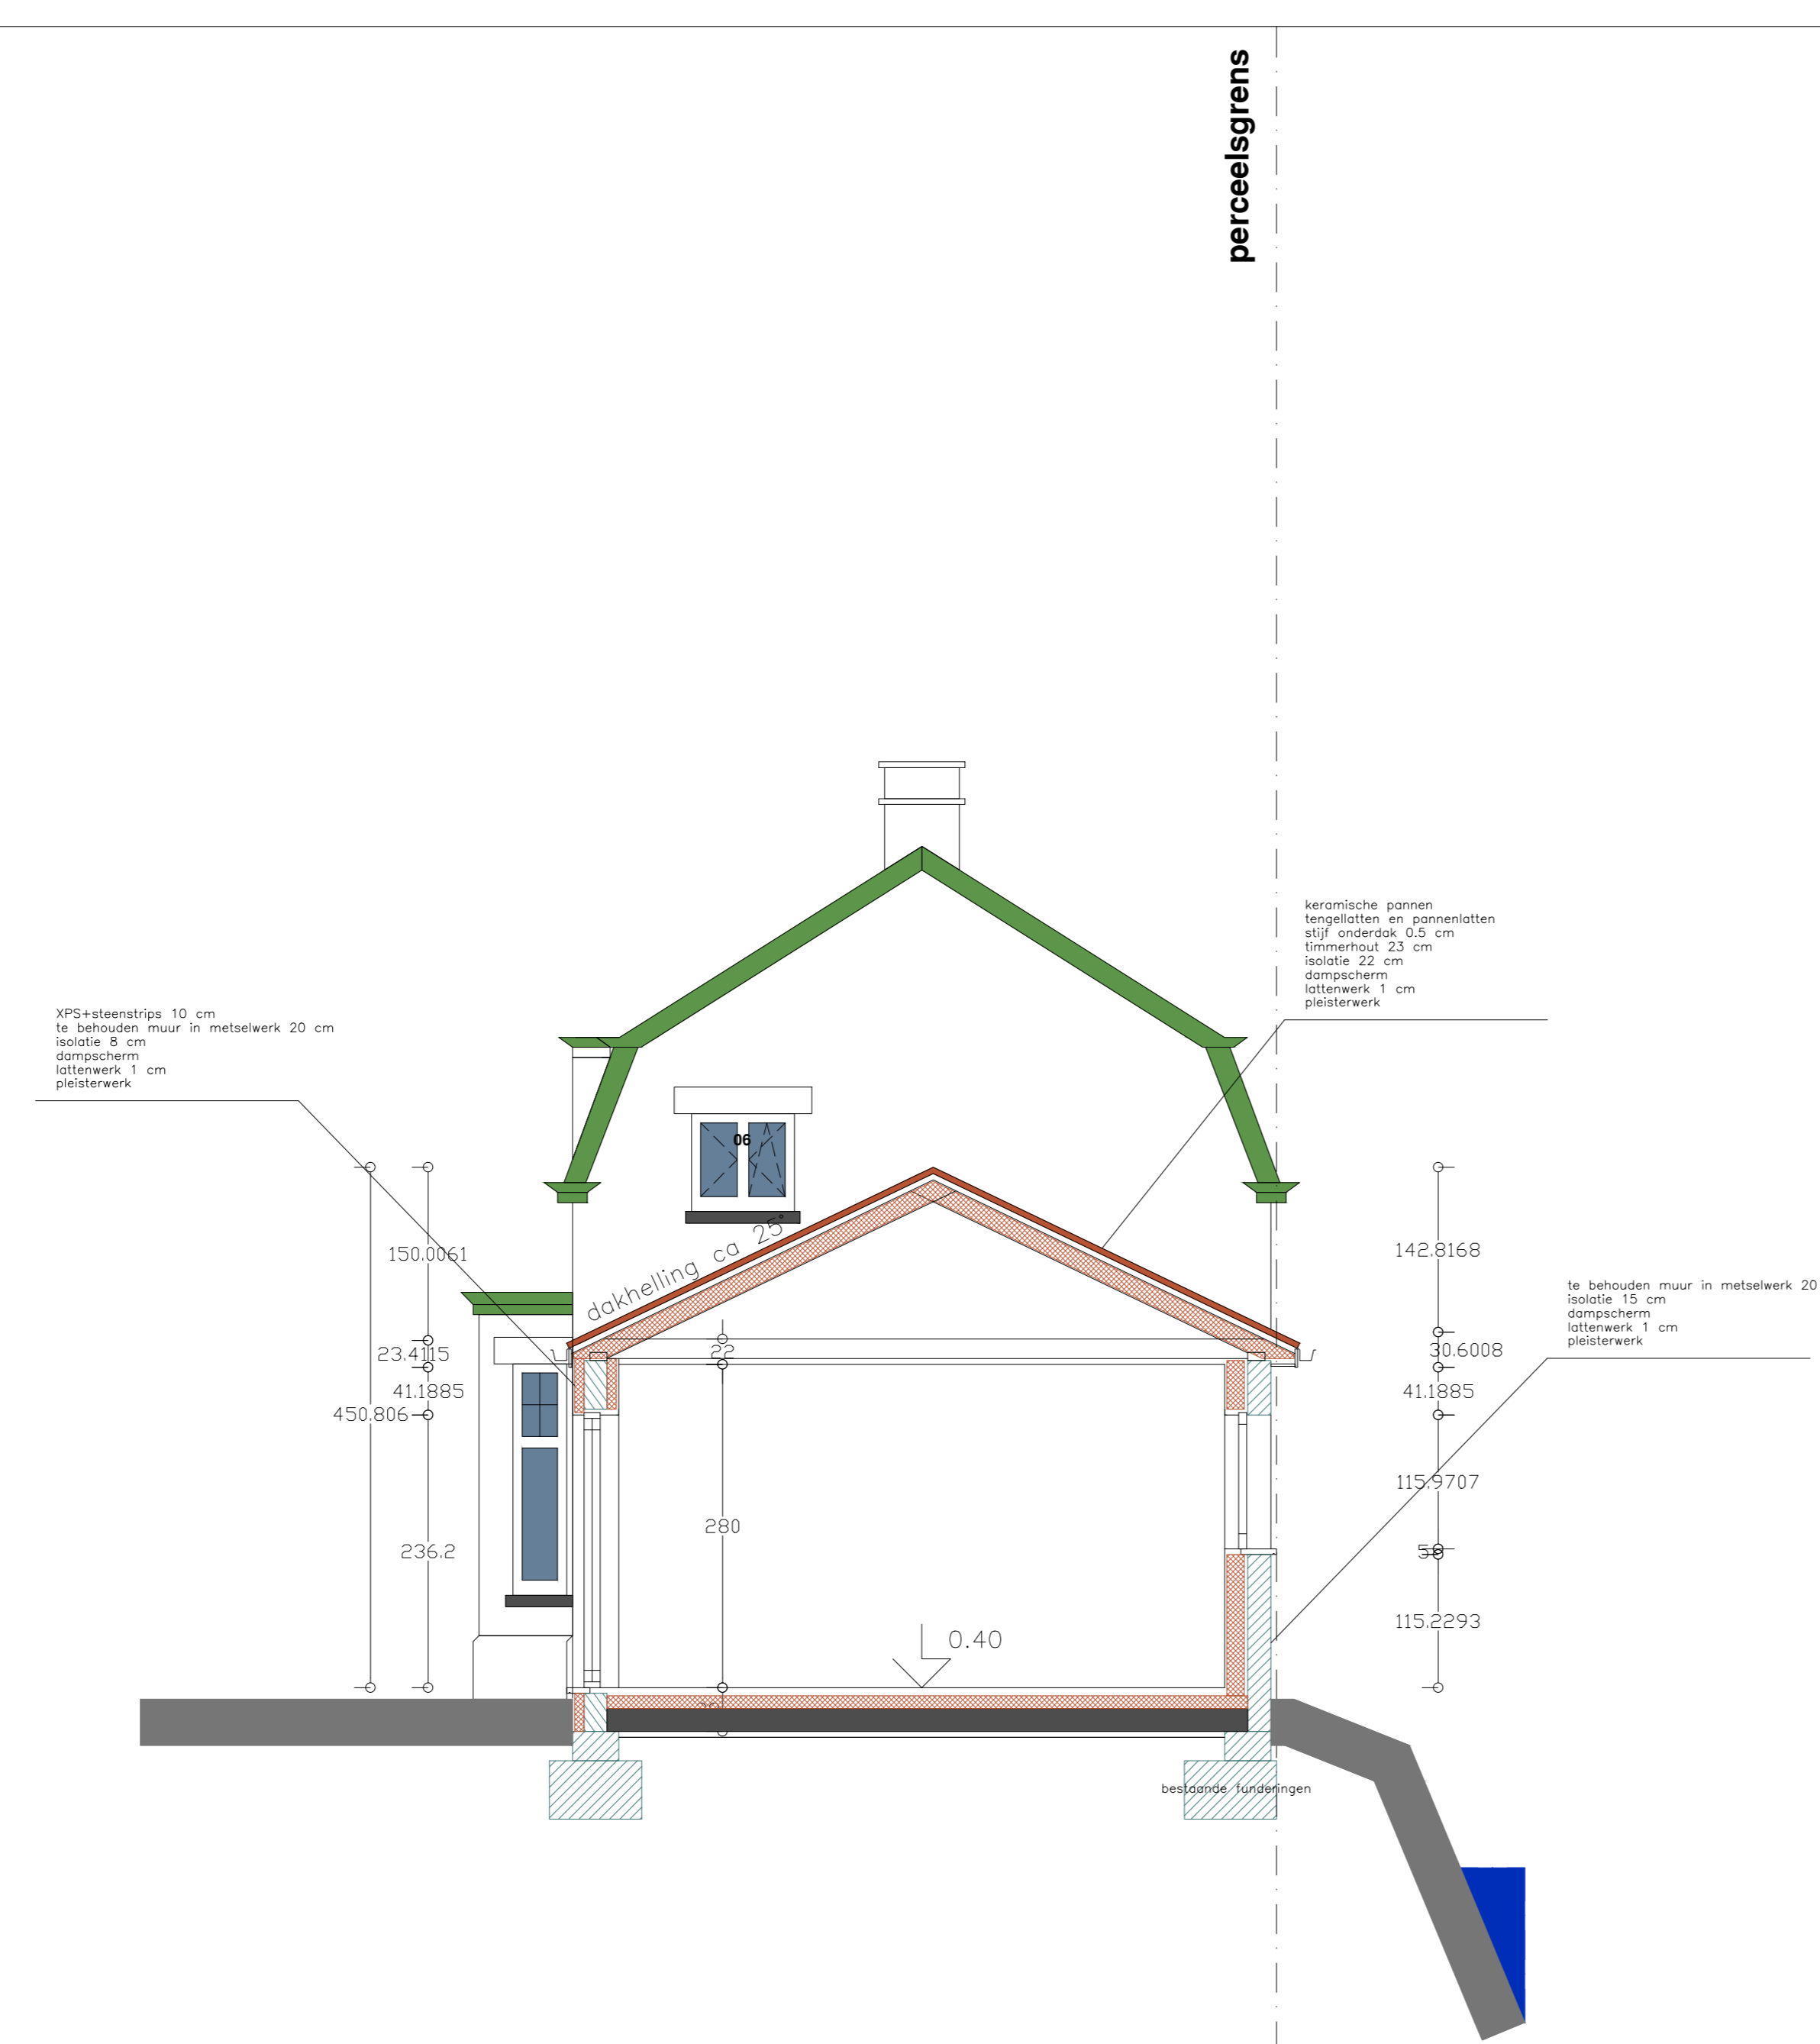 perceelsgrens
keramische pannen
tengellatten en pannenlatten
stijf onderdak 0.5 cm
timmerhout 23 cm
isolatie 22 cm
dampscherm
lattenwerk 1 cm
pleisterwerk
XPS+steenstrips 10 cm
te behouden muur in metselwerk 20 cm
isolatie 8 cm
dampscherm
lattenwerk 1 cm
pleisterwerk
06
dakhelling ca 25°
te behouden muur in metselwerk 20
isolatie 15 cm
dampscherm
lattenwerk 1 cm
pleisterwerk
150.0061
23.4115
41.1885
450.806
236.2
22
280
0.40
142.8168
30.6008
41.1885
115.9707
115.2293
bestaande funderingen